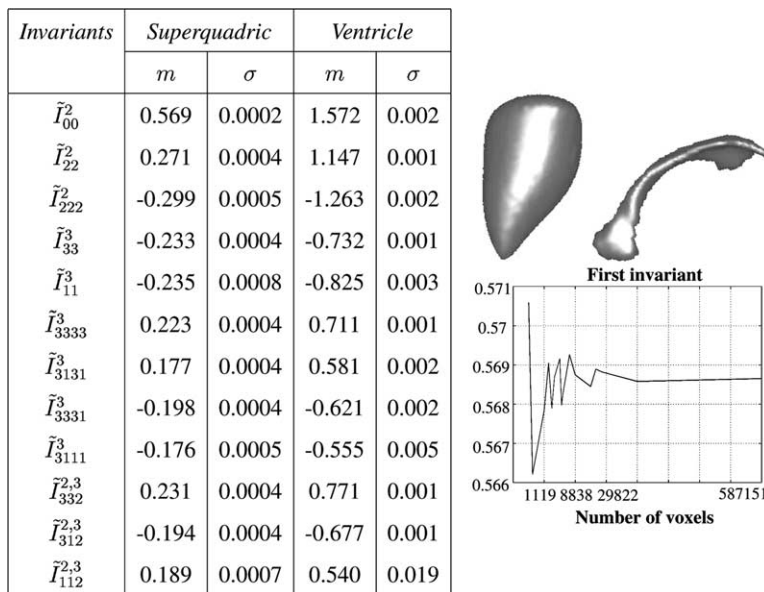 Invariants Superquadric Ventricle
m σ m σ
Ĩ²₀₀ 0.569 0.0002 1.572 0.002
Ĩ²₂₂ 0.271 0.0004 1.147 0.001
Ĩ²₂₂₂ -0.299 0.0005 -1.263 0.002
Ĩ³₃₃ -0.233 0.0004 -0.732 0.001
Ĩ³₁₁ -0.235 0.0008 -0.825 0.003
Ĩ³₃₃₃₃ 0.223 0.0004 0.711 0.001
Ĩ³₃₁₃₁ 0.177 0.0004 0.581 0.002
Ĩ³₃₃₃₁ -0.198 0.0004 -0.621 0.002
Ĩ³₃₁₁₁ -0.176 0.0005 -0.555 0.005
Ĩ²,³₃₃₂ 0.231 0.0004 0.771 0.001
Ĩ²,³₃₁₂ -0.194 0.0004 -0.677 0.001
Ĩ²,³₁₁₂ 0.189 0.0007 0.540 0.019
First invariant
0.571
0.57
0.569
0.568
0.567
0.566
1119 8838 29822 587151
Number of voxels